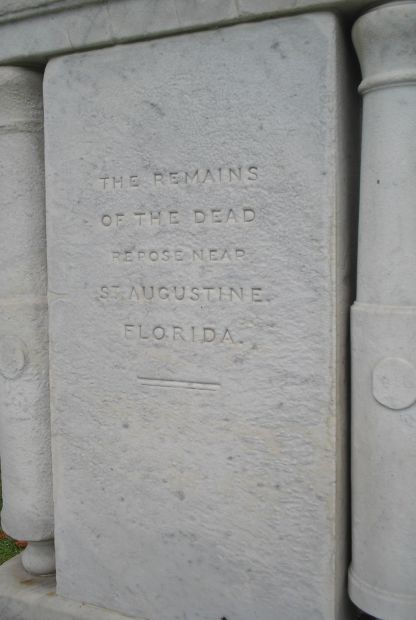 THE REMAINS
OF THE DEAD
REPOSE NEAR
ST. AUGUSTINE.
FLORIDA.